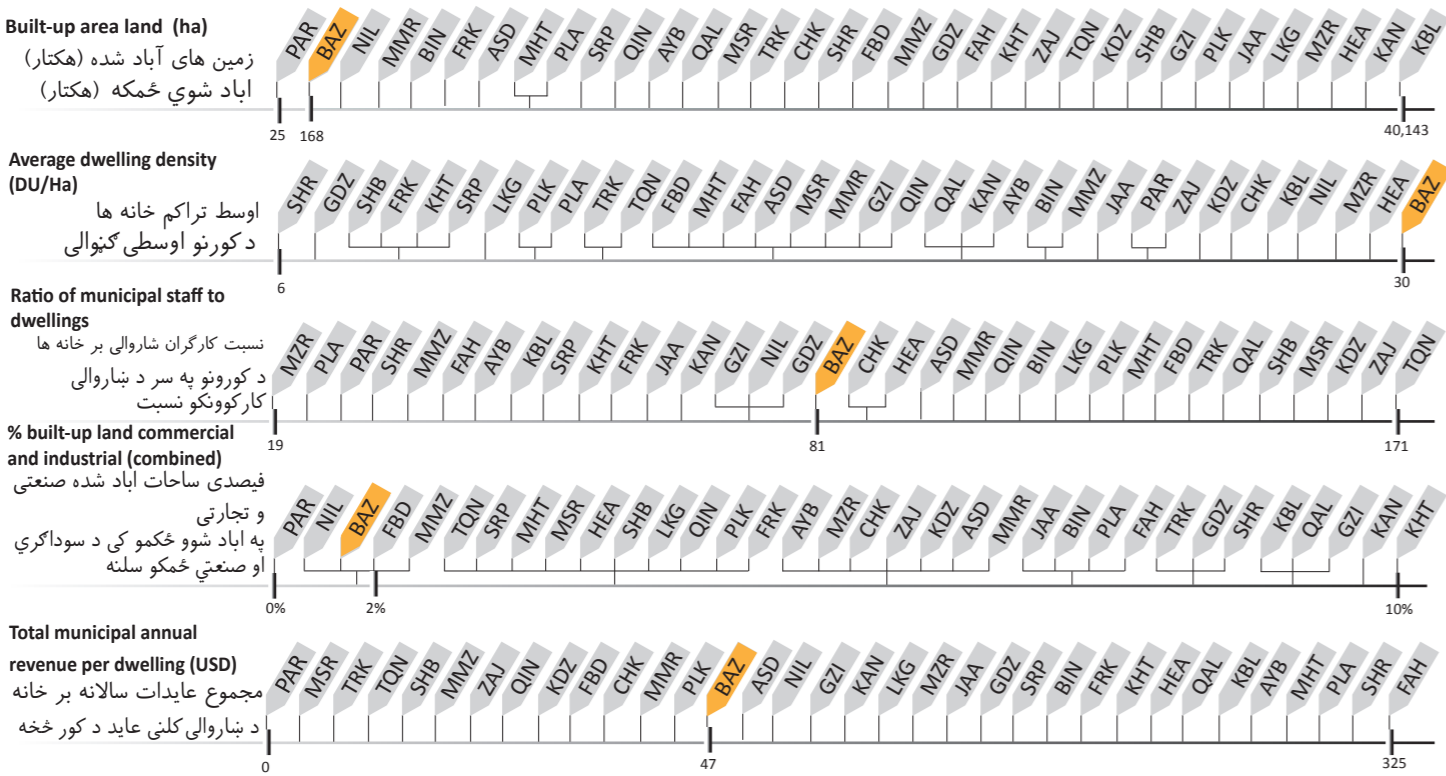 Built-up area land (ha)
زمین های آباد شده (هکتار)
اباد شوي ځمکه (هکتار)
PAR BAZ NIL MMR BIN FRK ASD MHT PLA SRP QIN AYB QAL MSR TRK CHK SHR FBD MMZ GDZ FAH KHT ZAJ TQN KDZ SHB GZI PLK JAA LKG MZR HEA KAN KBL
25 168 40,143
Average dwelling density
(DU/Ha)
اوسط تراکم خانه ها
دکورنو اوسطی ګڼوالی
SHR GDZ SHB FRK KHT SRP LKG PLK PLA TRK TQN FBD MHT FAH ASD MSR MMR GZI QIN QAL KAN AYB BIN MMZ JAA PAR ZAJ KDZ CHK KBL NIL MZR HEA BAZ
6 30
Ratio of municipal staff to
dwellings
نسبت کارگران شاروالی بر خانه ها
د کورونو په سر د ښاروالی
کارکوونکو نسبت
MZR PLA PAR SHR MMZ FAH AYB KBL SRP KHT FRK JAA KAN GZI NIL GDZ BAZ CHK HEA ASD MMR QIN BIN LKG PLK MHT FBD TRK QAL SHB MSR KDZ ZAJ TQN
19 81 171
% built-up land commercial
and industrial (combined)
فیصدی ساحات اباد شده صنعتی
و تجارتی
په اباد شوو ځکمو کی د سوداګري
او صنعتي ځمکو سلنه
PAR NIL BAZ FBD MMZ TQN SRP MHT MSR HEA SHB LKG QIN PLK FRK AYB MZR CHK ZAJ KDZ ASD MMR JAA BIN PLA FAH TRK GDZ SHR KBL QAL GZI KAN KHT
0% 2% 10%
Total municipal annual
revenue per dwelling (USD)
مجموع عایدات سالانه بر خانه
د ښاروالی کلنی عاید د کور څخه
PAR MSR TRK TQN SHB MMZ ZAJ QIN KDZ FBD CHK MMR PLK BAZ ASD NIL GZI KAN LKG MZR JAA GDZ SRP BIN FRK KHT HEA QAL KBL AYB MHT PLA SHR FAH
0 47 325